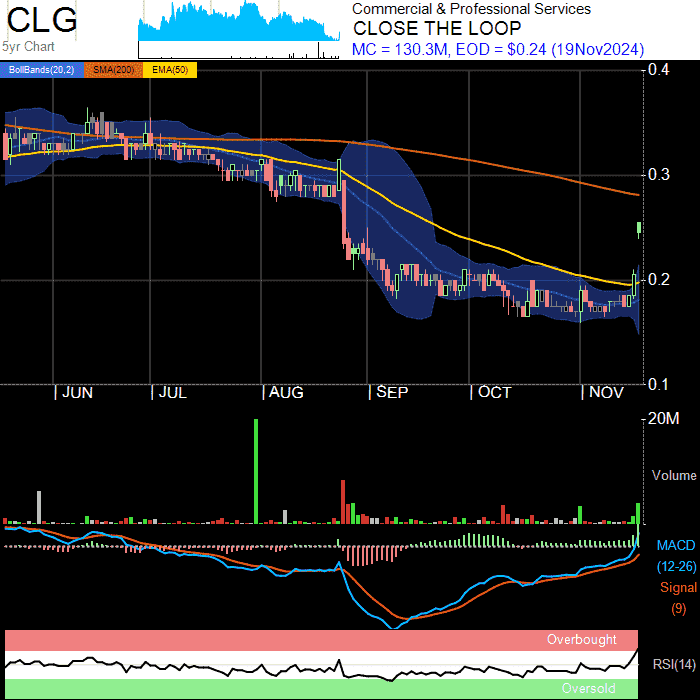 CLG
5yr Chart
Commercial & Professional Services
CLOSE THE LOOP
MC = 130.3M, EOD = $0.24 (19Nov2024)
BollBands(20,2) SMA(200) EMA(50)
0.4
0.3
0.2
0.1
JUN JUL AUG SEP OCT NOV
20M
Volume
MACD
(12-26)
Signal
(9)
Overbought
RSI(14)
Oversold